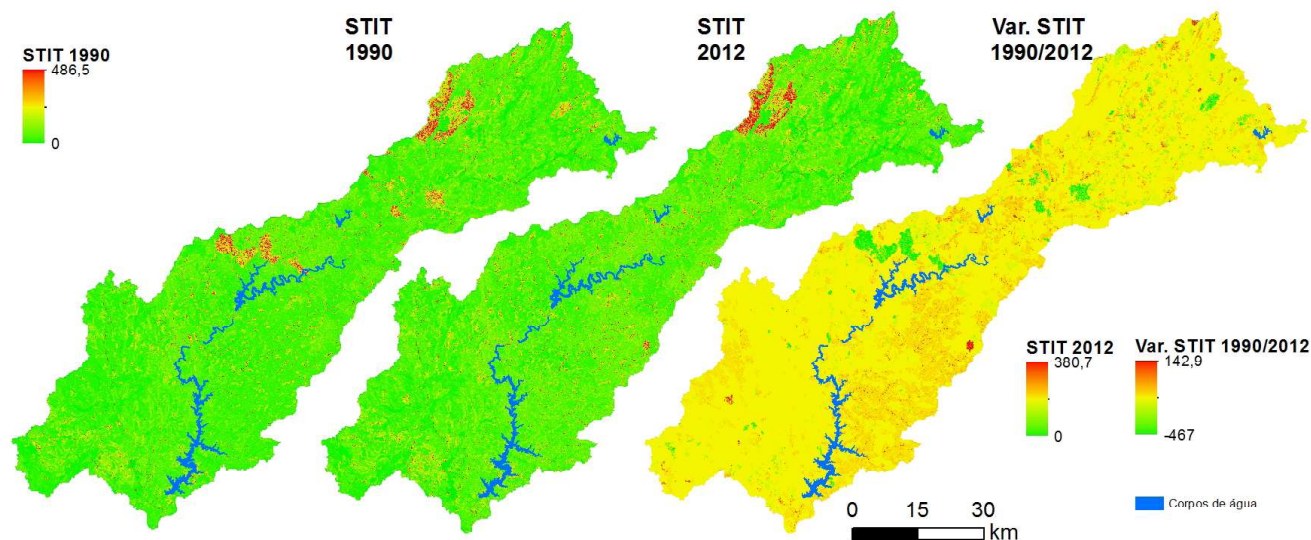 STIT
1990
STIT
2012
Var. STIT
1990/2012
STIT 1990
486,5
0
STIT 2012
380,7
0
Var. STIT 1990/2012
142,9
-467
Corpos de água
0 15 30
km